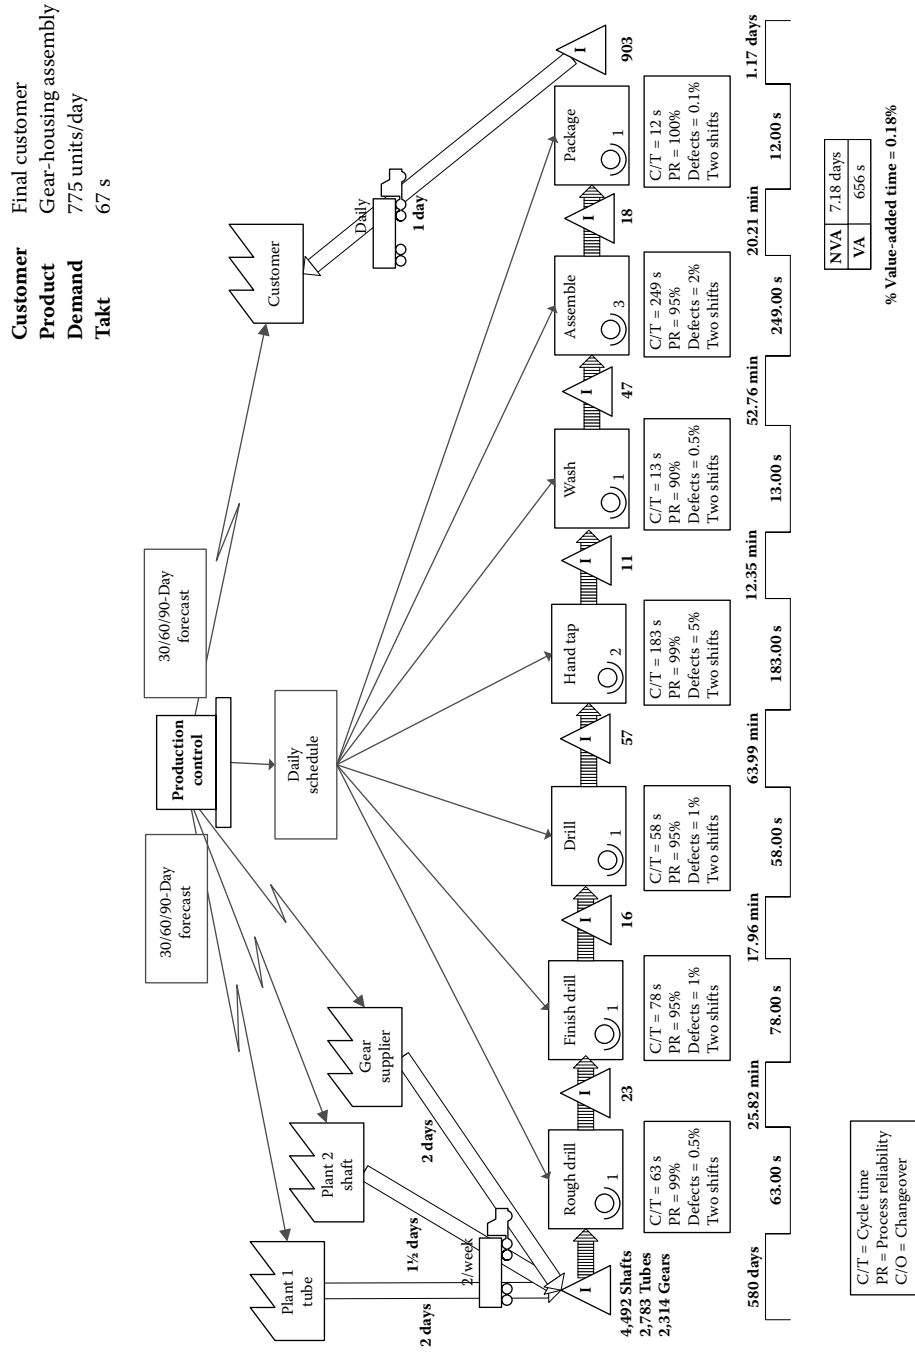 Customer Final customer
Product Gear-housing assembly
Demand 775 units/day
Takt 67 s
30/60/90-Day
forecast
Production
control
30/60/90-Day
forecast
Daily
schedule
Plant 1
tube
Plant 2
shaft
Gear
supplier
Customer
2 days
1½ days
2 days
2/week
Daily
1 day
I
4,492 Shafts
2,783 Tubes
2,314 Gears
Rough drill
1
C/T = 63 s
PR = 99%
Defects = 0.5%
Two shifts
I
23
Finish drill
1
C/T = 78 s
PR = 95%
Defects = 1%
Two shifts
I
16
Drill
1
C/T = 58 s
PR = 95%
Defects = 1%
Two shifts
I
57
Hand tap
2
C/T = 183 s
PR = 99%
Defects = 5%
Two shifts
I
11
Wash
1
C/T = 13 s
PR = 90%
Defects = 0.5%
Two shifts
I
47
Assemble
3
C/T = 249 s
PR = 95%
Defects = 2%
Two shifts
I
18
Package
1
C/T = 12 s
PR = 100%
Defects = 0.1%
Two shifts
I
903
580 days
63.00 s
25.82 min
78.00 s
17.96 min
58.00 s
63.99 min
183.00 s
12.35 min
13.00 s
52.76 min
249.00 s
20.21 min
12.00 s
1.17 days
NVA 7.18 days
VA 656 s
% Value-added time = 0.18%
C/T = Cycle time
PR = Process reliability
C/O = Changeover